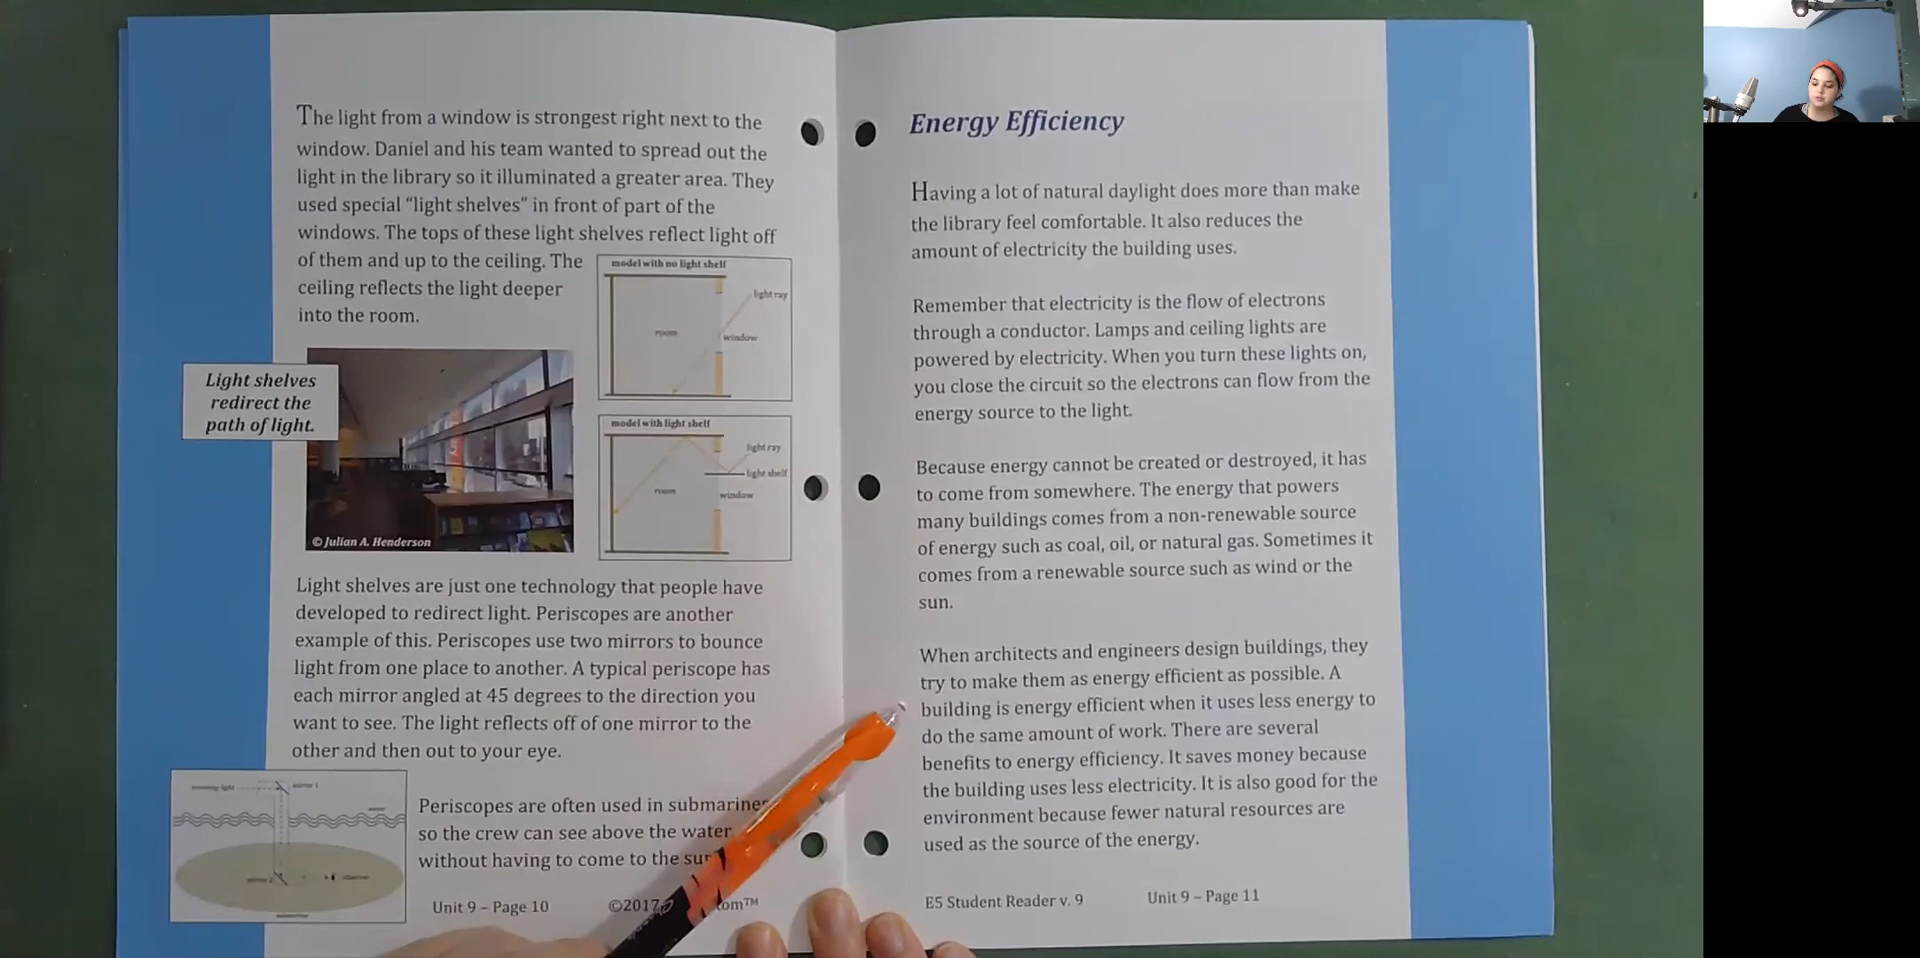 The light from a window is strongest right next to the
window. Daniel and his team wanted to spread out the
light in the library so it illuminated a greater area. They
used special “light shelves” in front of part of the
windows. The tops of these light shelves reflect light off
of them and up to the ceiling. The
ceiling reflects the light deeper
into the room.
model with no light shelf
light ray
room
window
Light shelves
redirect the
path of light.
© Julian A. Henderson
model with light shelf
light ray
light shelf
room
window
Light shelves are just one technology that people have
developed to redirect light. Periscopes are another
example of this. Periscopes use two mirrors to bounce
light from one place to another. A typical periscope has
each mirror angled at 45 degrees to the direction you
want to see. The light reflects off of one mirror to the
other and then out to your eye.
mirror 1
water
mirror 2
observer
submarine
Periscopes are often used in submarines
so the crew can see above the water
without having to come to the sur
Unit 9 – Page 10
©2017 com™
Energy Efficiency
Having a lot of natural daylight does more than make
the library feel comfortable. It also reduces the
amount of electricity the building uses.
Remember that electricity is the flow of electrons
through a conductor. Lamps and ceiling lights are
powered by electricity. When you turn these lights on,
you close the circuit so the electrons can flow from the
energy source to the light.
Because energy cannot be created or destroyed, it has
to come from somewhere. The energy that powers
many buildings comes from a non-renewable source
of energy such as coal, oil, or natural gas. Sometimes it
comes from a renewable source such as wind or the
sun.
When architects and engineers design buildings, they
try to make them as energy efficient as possible. A
building is energy efficient when it uses less energy to
do the same amount of work. There are several
benefits to energy efficiency. It saves money because
the building uses less electricity. It is also good for the
environment because fewer natural resources are
used as the source of the energy.
E5 Student Reader v. 9
Unit 9 – Page 11